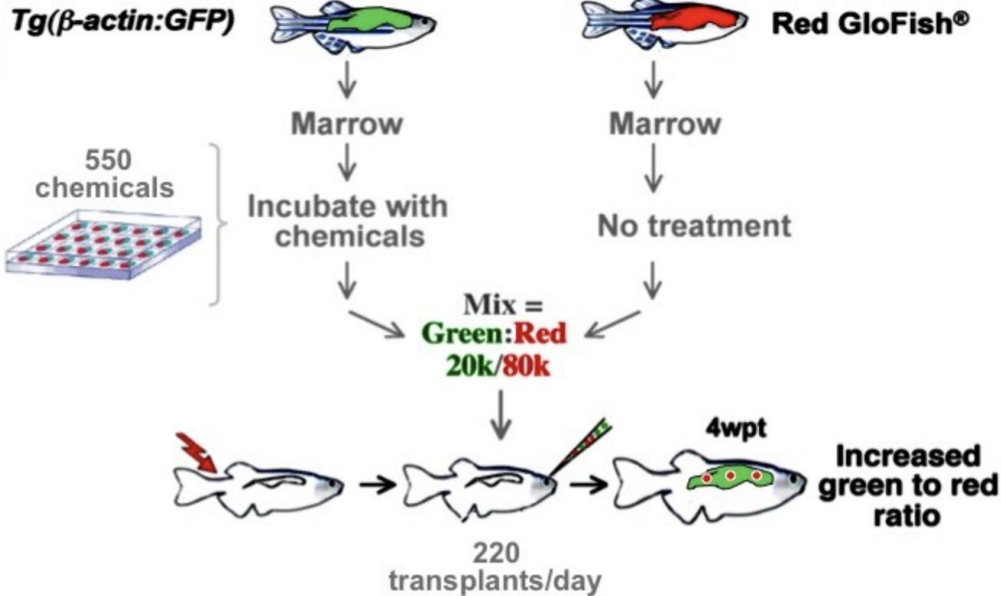 Tg(β-actin:GFP)
Red GloFish®
Marrow
Marrow
550
chemicals
Incubate with
chemicals
No treatment
Mix =
Green:Red
20k/80k
4wpt
Increased
green to red
ratio
220
transplants/day